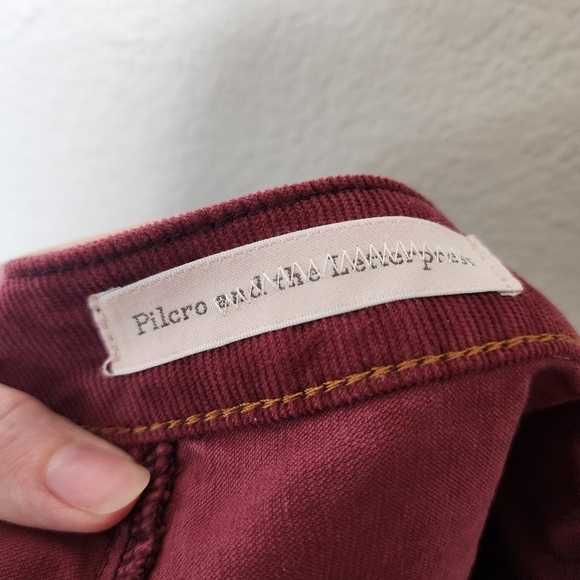 Pilcro and the Letterpress